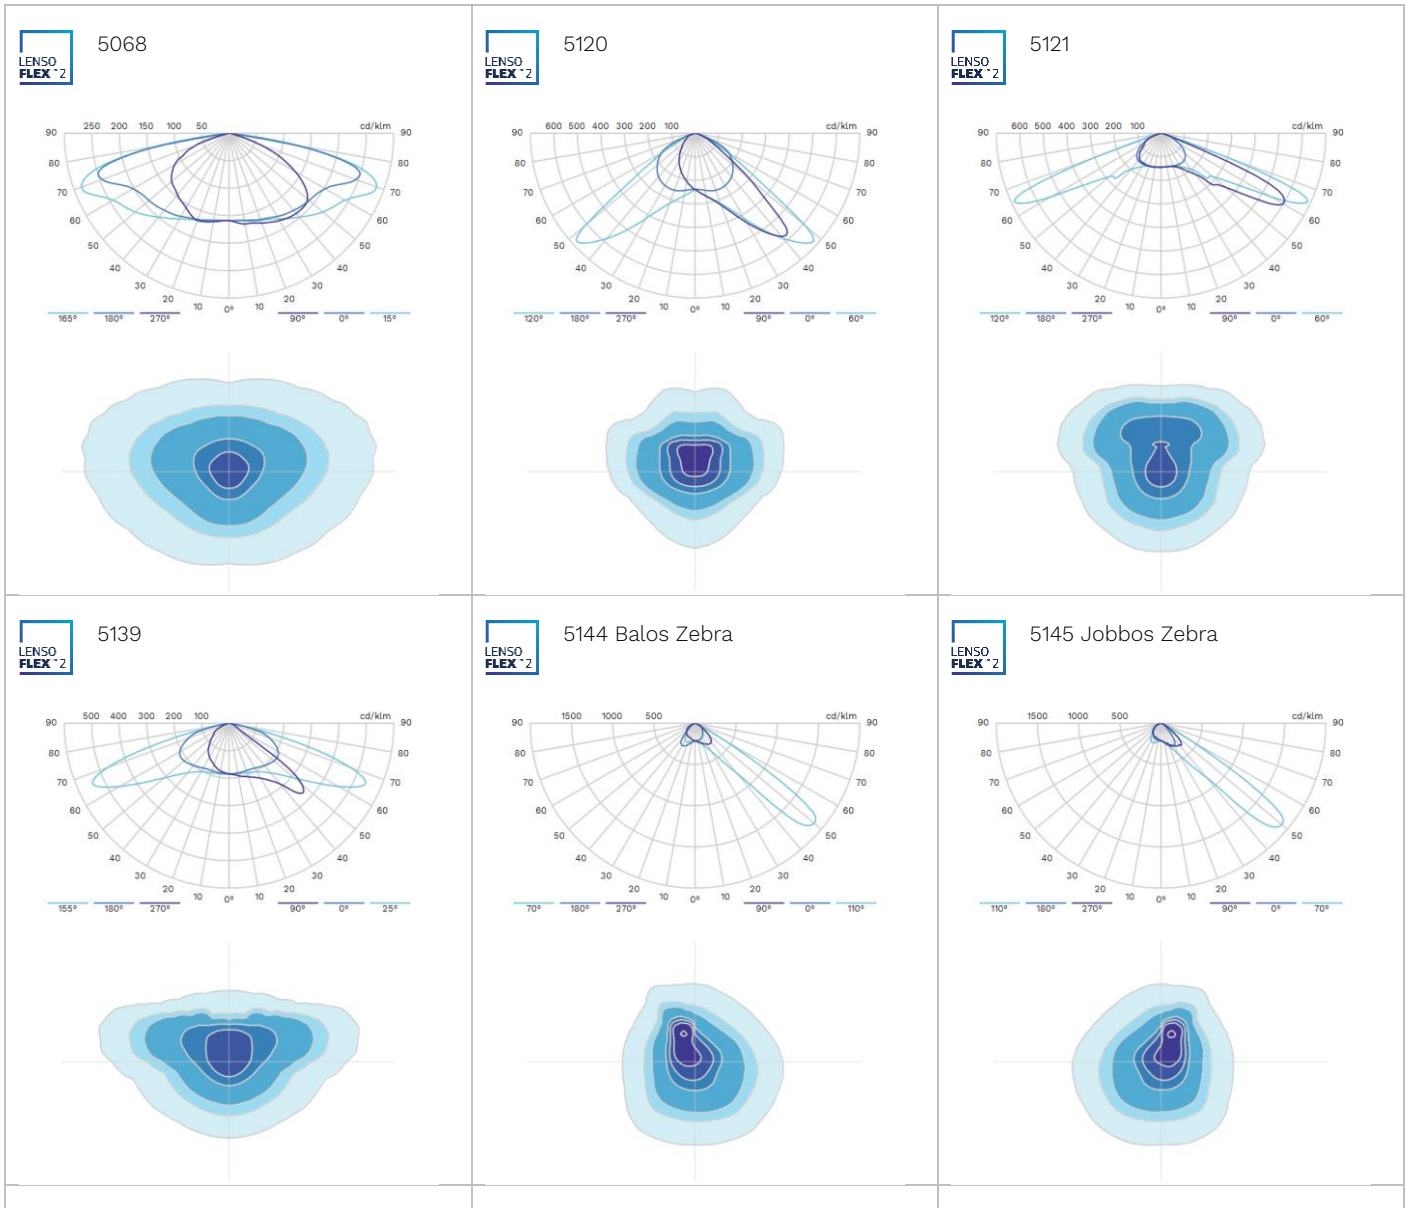 LENSO
FLEX®2
5068
250 200 150 100 50 cd/klm
90 90
80 80
70 70
60 60
50 50
40 40
30 30
20 20
10 0° 10
165° 180° 270° 90° 0° 15°
LENSO
FLEX®2
5120
600 500 400 300 200 100 cd/klm
90 90
80 80
70 70
60 60
50 50
40 40
30 30
20 20
10 0° 10
120° 180° 270° 90° 0° 60°
LENSO
FLEX®2
5121
600 500 400 300 200 100 cd/klm
90 90
80 80
70 70
60 60
50 50
40 40
30 30
20 20
10 0° 10
120° 180° 270° 90° 0° 60°
LENSO
FLEX®2
5139
500 400 300 200 100 cd/klm
90 90
80 80
70 70
60 60
50 50
40 40
30 30
20 20
10 0° 10
155° 180° 270° 90° 0° 25°
LENSO
FLEX®2
5144 Balos Zebra
1500 1000 500 cd/klm
90 90
80 80
70 70
60 60
50 50
40 40
30 30
20 20
10 0° 10
70° 180° 270° 90° 0° 110°
LENSO
FLEX®2
5145 Jobbos Zebra
1500 1000 500 cd/klm
90 90
80 80
70 70
60 60
50 50
40 40
30 30
20 20
10 0° 10
110° 180° 270° 90° 0° 70°